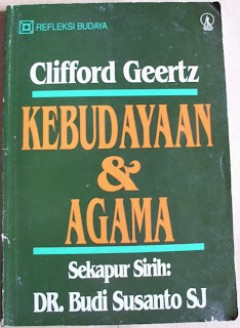 REFLEKSI BUDAYA
Clifford Geertz
KEBUDAYAAN
&
AGAMA
Sekapur Sirih:
DR. Budi Susanto SJ